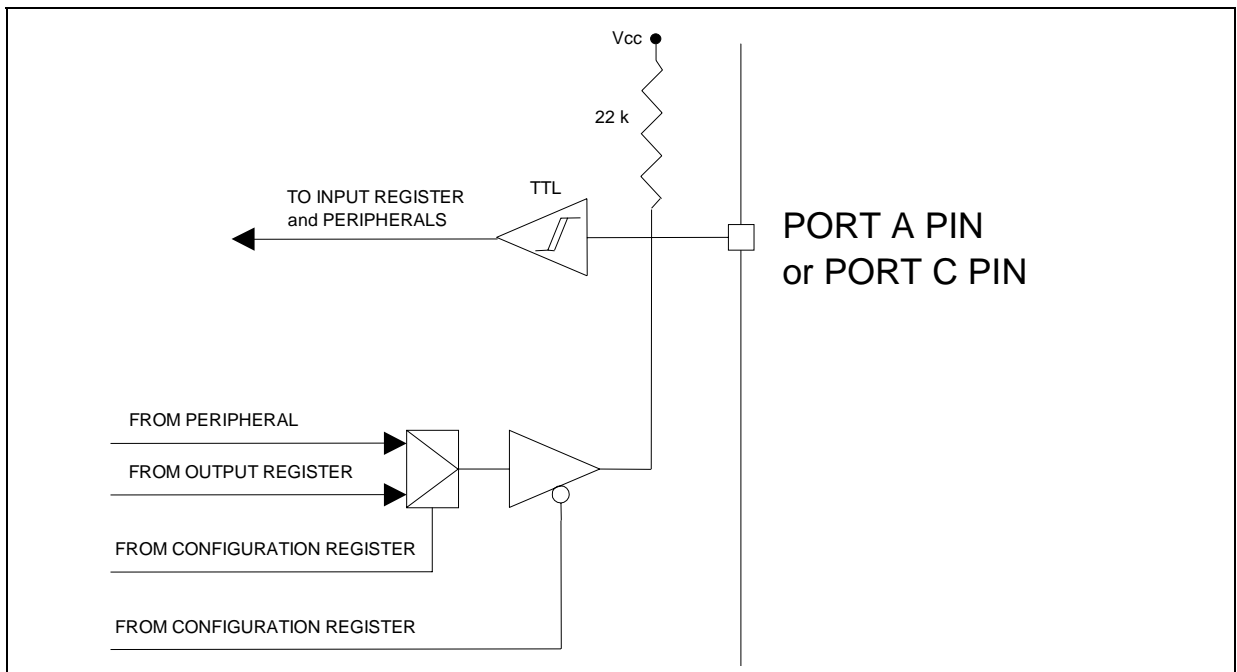 Vcc
22 k
TTL
TO INPUT REGISTER
and PERIPHERALS
PORT A PIN
or PORT C PIN
FROM PERIPHERAL
FROM OUTPUT REGISTER
FROM CONFIGURATION REGISTER
FROM CONFIGURATION REGISTER